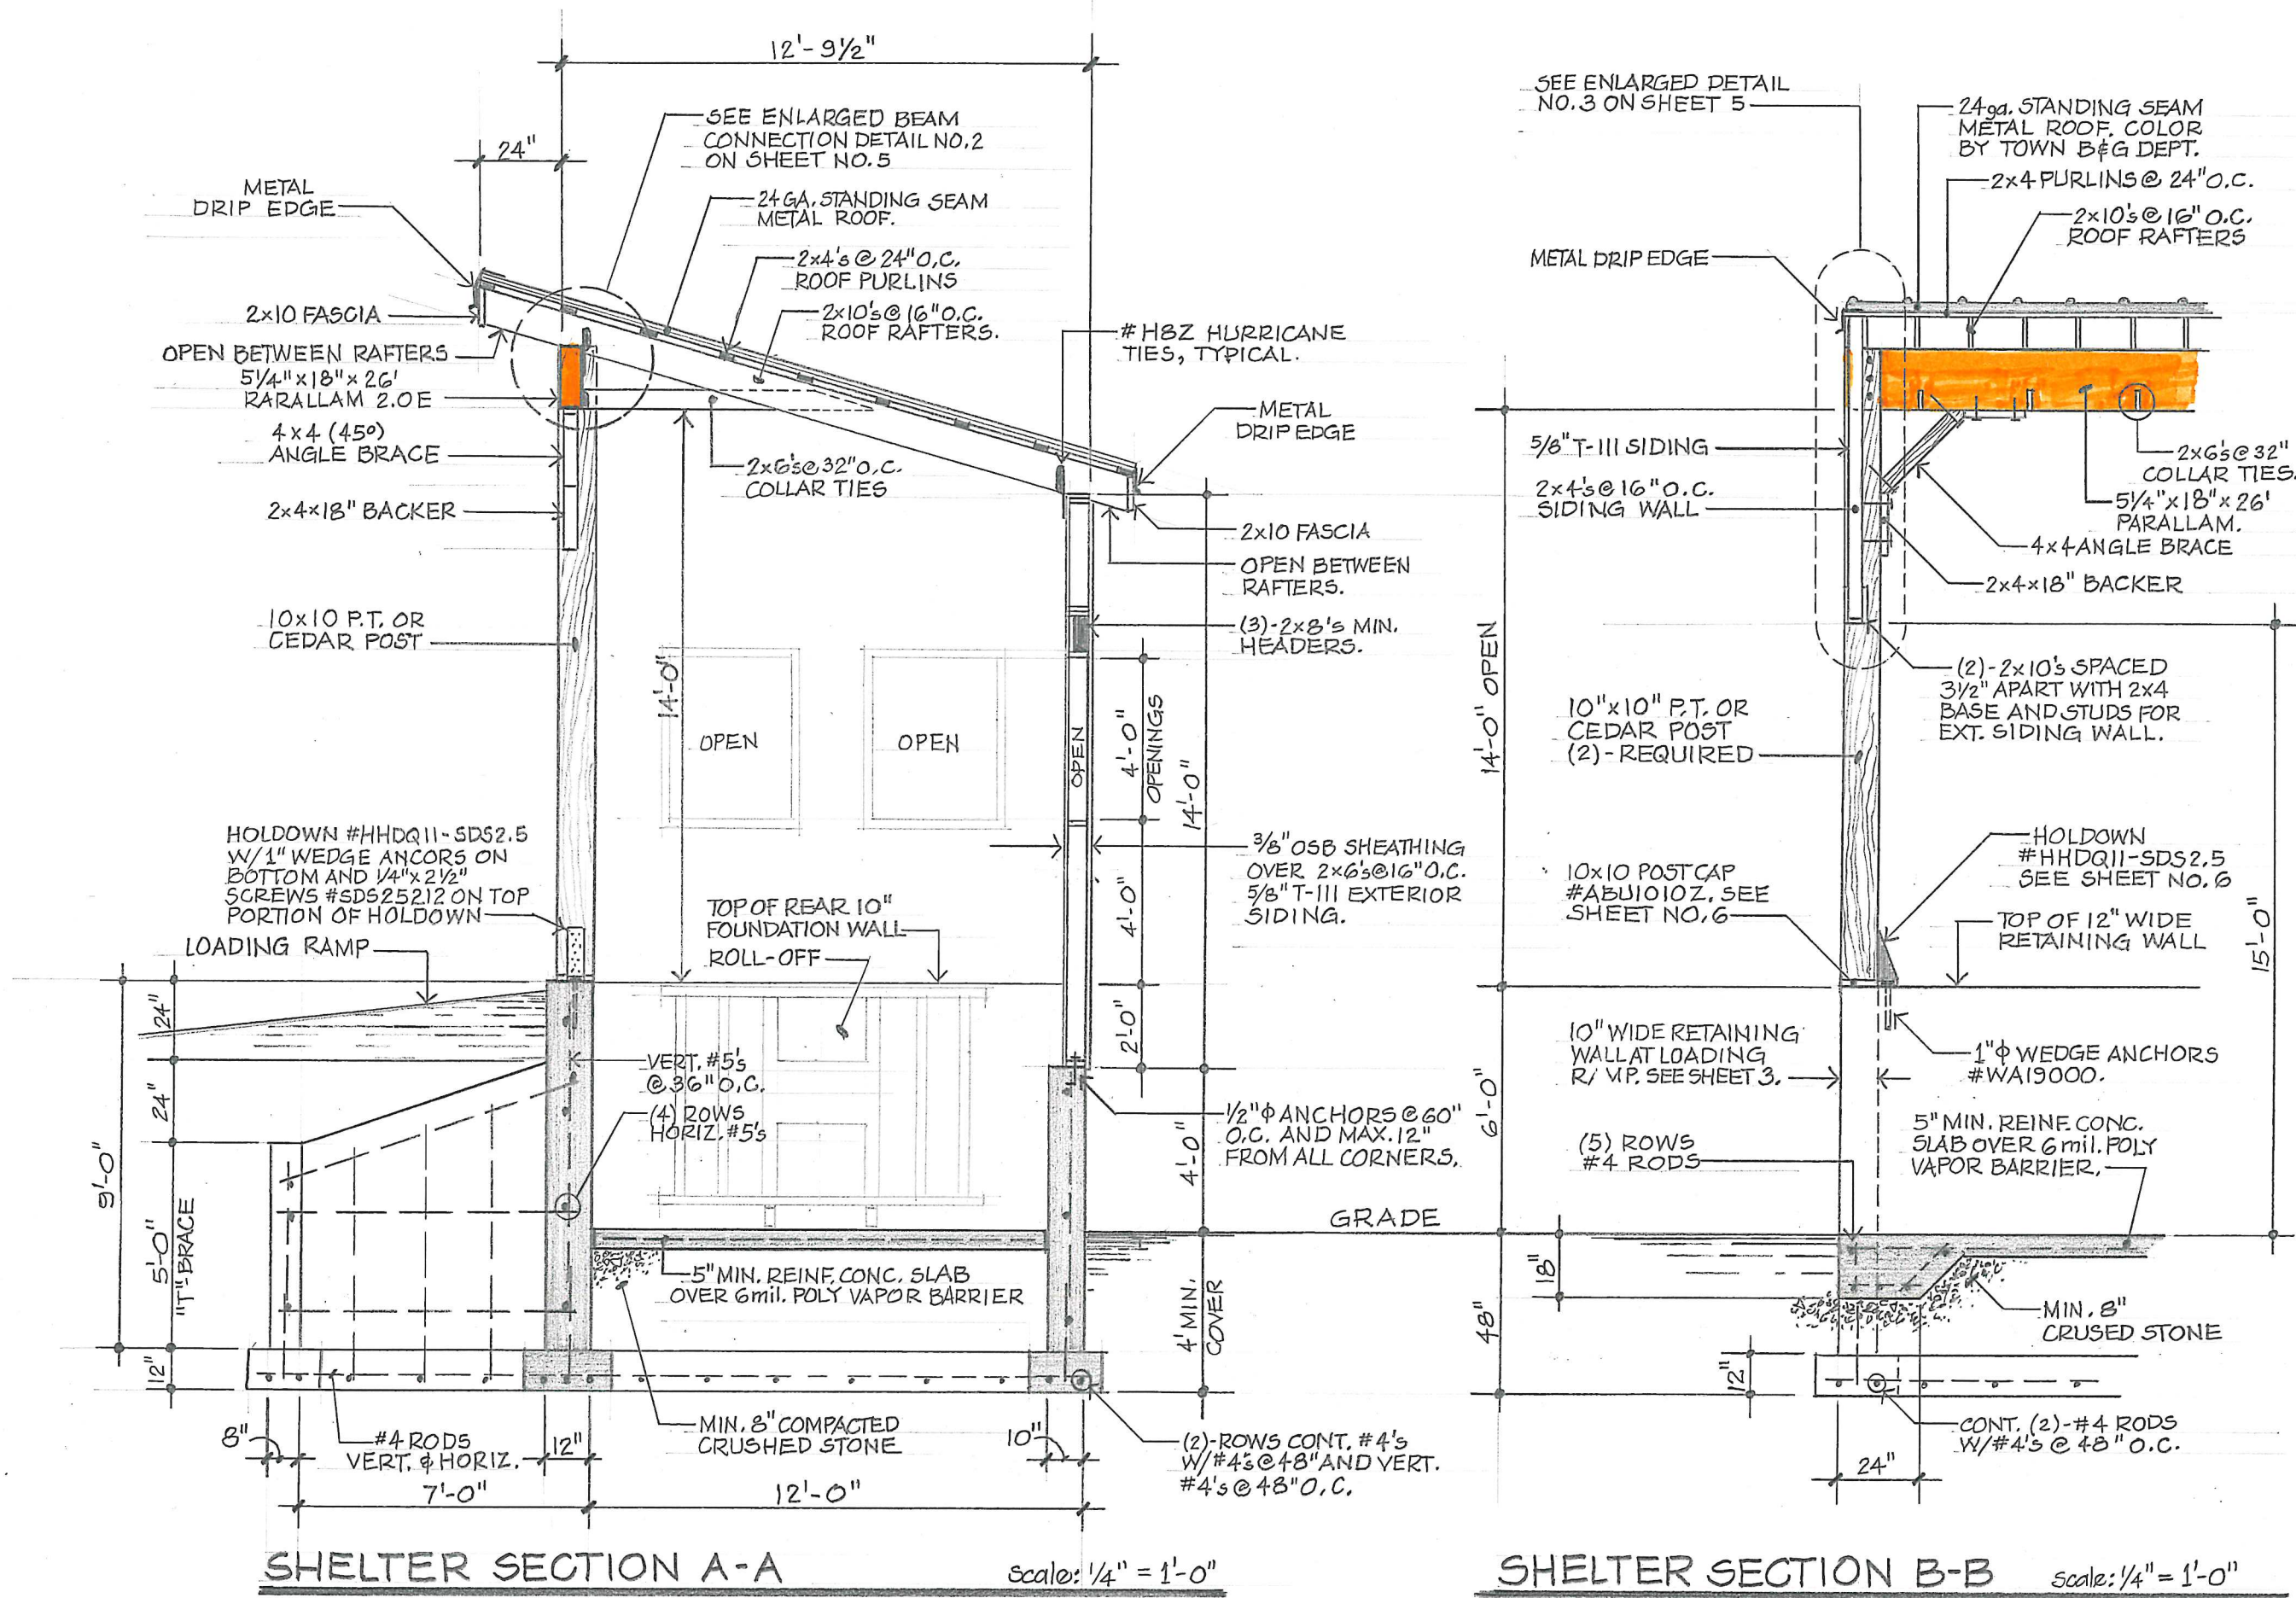 12'-9½"
SEE ENLARGED BEAM
CONNECTION DETAIL NO.2
ON SHEET NO.5
24"
METAL
DRIP EDGE
24 GA. STANDING SEAM
METAL ROOF.
2x4's @ 24" O.C.
ROOF PURLINS
2x10 FASCIA
2x10's @ 16" O.C.
ROOF RAFTERS.
#H8Z HURRICANE
TIES, TYPICAL.
OPEN BETWEEN RAFTERS
5¼" x 18" x 26'
RARALLAM 2.0E
4x4 (45°)
ANGLE BRACE
METAL
DRIP EDGE
2x6's @ 32" O.C.
COLLAR TIES
2x4x18" BACKER
2x10 FASCIA
OPEN BETWEEN
RAFTERS.
10x10 P.T. OR
CEDAR POST
(3)-2x8's MIN.
HEADERS.
14'-0"
OPEN
OPEN
OPEN
4'-0"
OPENINGS
14'-0"
HOLDOWN #HHDQ11-SDS2.5
W/ 1" WEDGE ANCORS ON
BOTTOM AND ¼" x 2½"
SCREWS #SDS25212 ON TOP
PORTION OF HOLDOWN
3/8" OSB SHEATHING
OVER 2x6's @ 16" O.C.
5/8" T-111 EXTERIOR
SIDING.
4'-0"
TOP OF REAR 10"
FOUNDATION WALL
ROLL-OFF
LOADING RAMP
24"
2'-0"
VERT. #5's
@ 36" O.C.
24"
(4) ROWS
HORIZ. #5's
½"ϕ ANCHORS @ 60"
O.C. AND MAX. 12"
FROM ALL CORNERS.
9'-0"
4'-0"
5'-0"
"T" BRACE
GRADE
5" MIN. REINF. CONC. SLAB
OVER 6mil. POLY VAPOR BARRIER
4' MIN.
COVER
12"
8"
#4 RODS
VERT. & HORIZ.
12"
MIN. 8" COMPACTED
CRUSHED STONE
10"
(2)-ROWS CONT. #4's
W/ #4's @ 48" AND VERT.
#4's @ 48" O.C.
7'-0"
12'-0"
SHELTER SECTION A-A
scale: ¼" = 1'-0"
SEE ENLARGED DETAIL
NO.3 ON SHEET 5
24ga. STANDING SEAM
METAL ROOF. COLOR
BY TOWN B&G DEPT.
2x4 PURLINS @ 24" O.C.
2x10's @ 16" O.C.
ROOF RAFTERS
METAL DRIP EDGE
5/8" T-111 SIDING
2x6's @ 32"
COLLAR TIES.
2x4's @ 16" O.C.
SIDING WALL
5¼" x 18" x 26'
PARALLAM.
4x4 ANGLE BRACE
2x4x18" BACKER
14'-0" OPEN
(2)-2x10's SPACED
3½" APART WITH 2x4
BASE AND STUDS FOR
EXT. SIDING WALL.
10"x10" P.T. OR
CEDAR POST
(2)-REQUIRED
HOLDOWN
#HHDQ11-SDS2.5
SEE SHEET NO. 6
10x10 POST CAP
#ABU1010Z, SEE
SHEET NO. 6
TOP OF 12" WIDE
RETAINING WALL
15'-0"
10" WIDE RETAINING
WALL AT LOADING
SEE SHEET 3.
1"ϕ WEDGE ANCHORS
#WA19000.
6'-0"
(5) ROWS
#4 RODS
5" MIN. REINF. CONC.
SLAB OVER 6mil. POLY
VAPOR BARRIER.
18"
MIN. 8"
CRUSED STONE
48"
12"
CONT. (2)-#4 RODS
W/ #4's @ 48" O.C.
24"
SHELTER SECTION B-B
scale: ¼" = 1'-0"